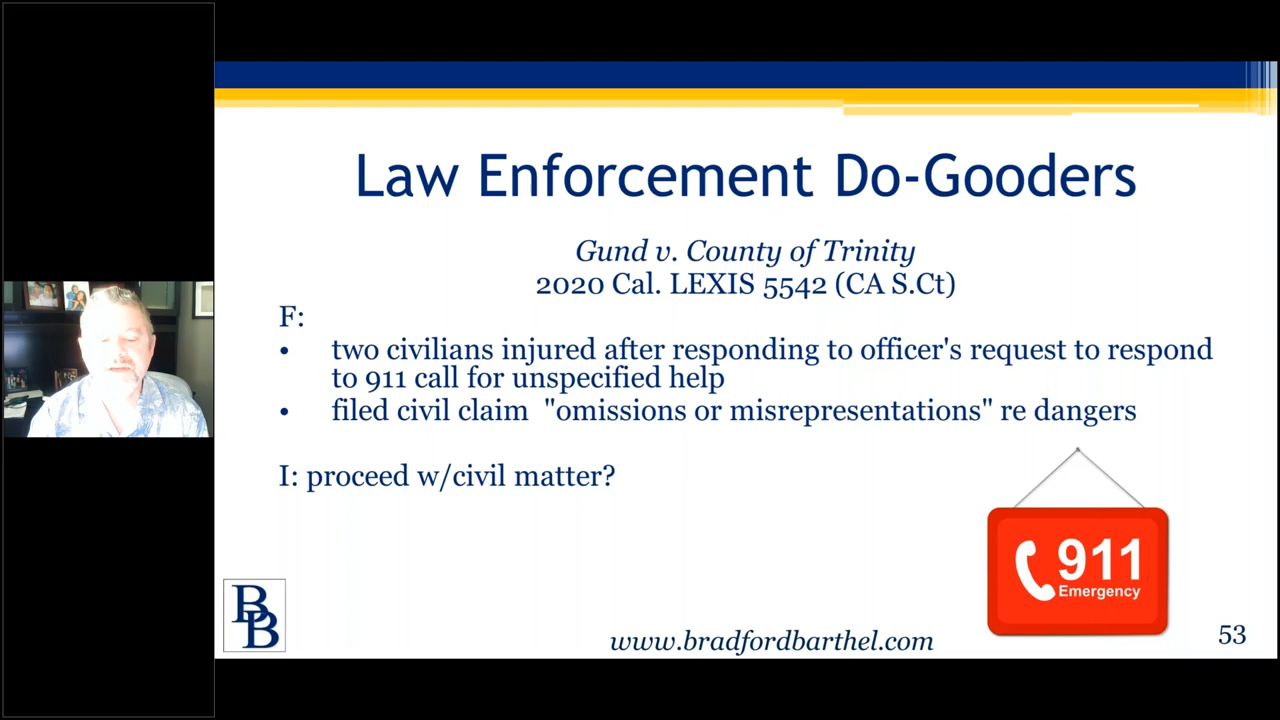 Law Enforcement Do-Gooders
Gund v. County of Trinity
2020 Cal. LEXIS 5542 (CA S.Ct)
F:
• two civilians injured after responding to officer's request to respond
to 911 call for unspecified help
• filed civil claim "omissions or misrepresentations" re dangers
I: proceed w/civil matter?
911
Emergency
BB
www.bradfordbarthel.com
53